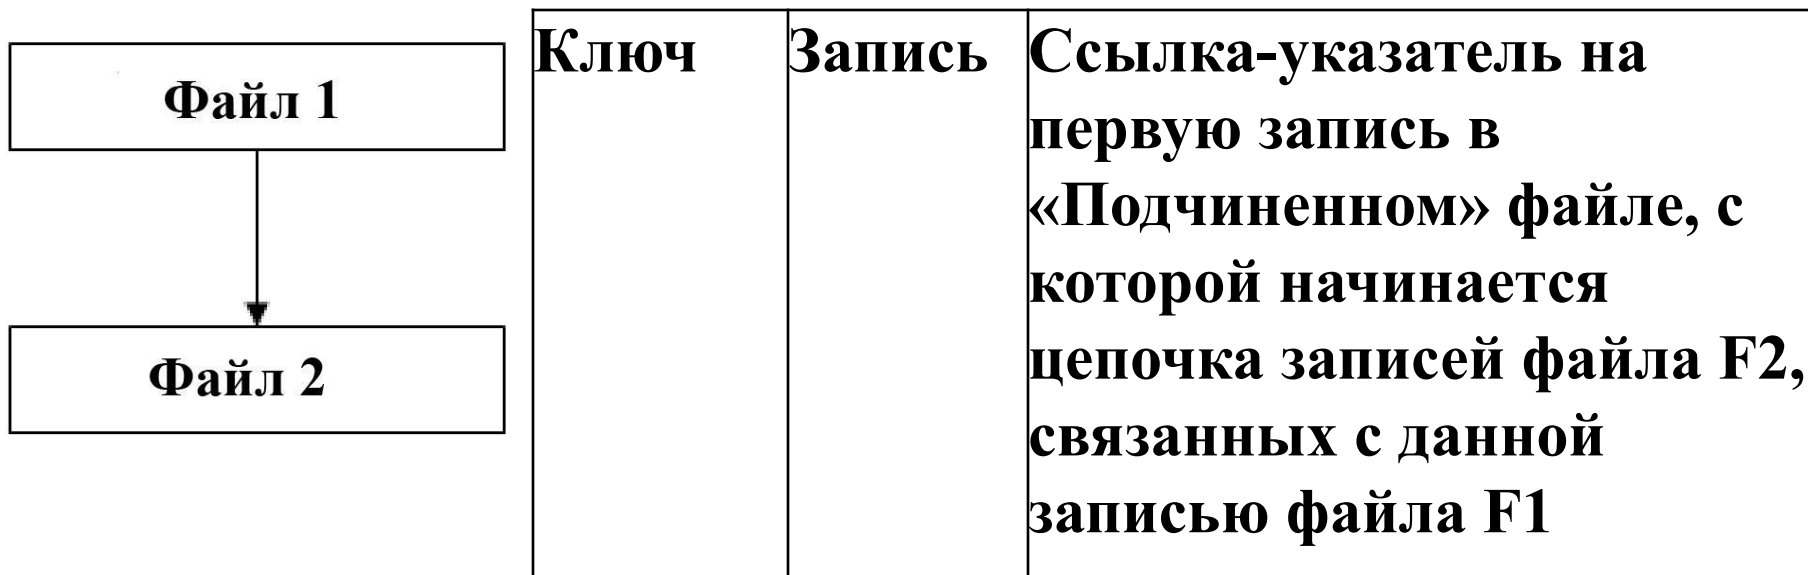 Файл 1
Файл 2
Ключ
Запись
Ссылка-указатель на
первую запись в
«Подчиненном» файле, с
которой начинается
цепочка записей файла F2,
связанных с данной
записью файла F1